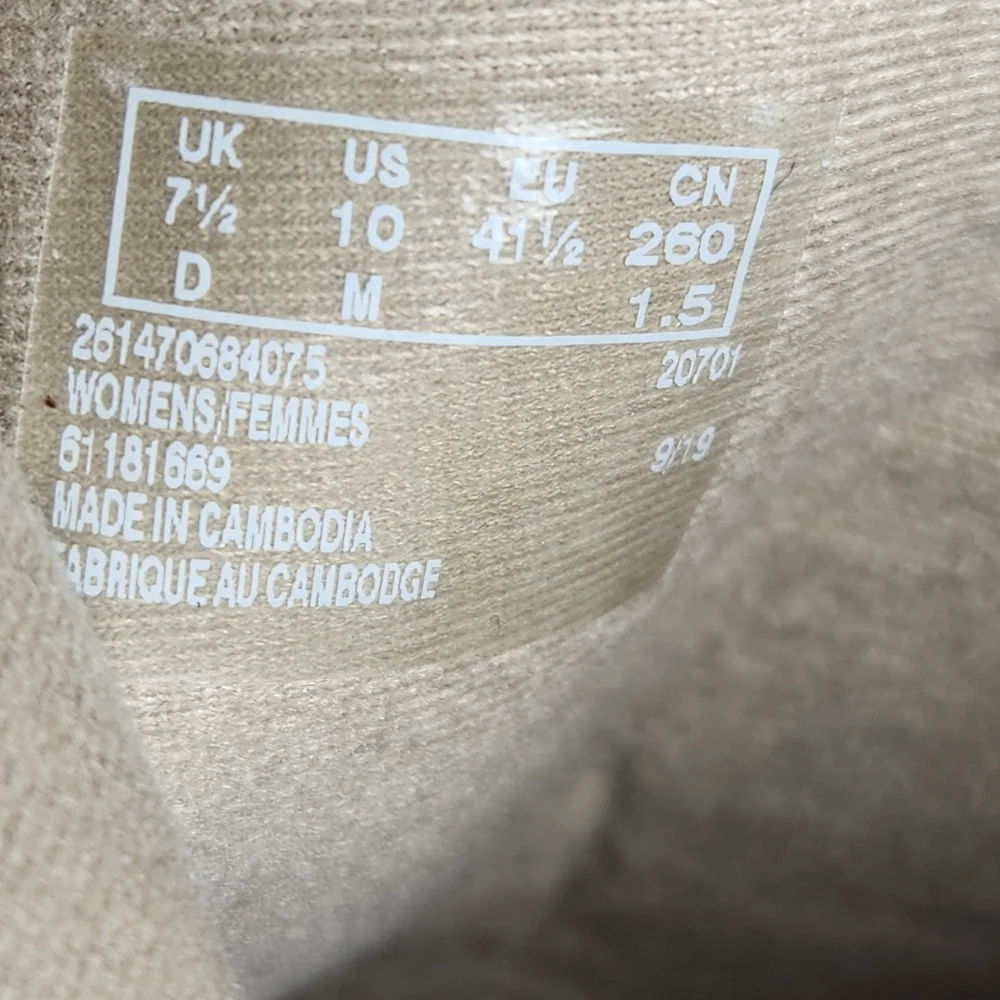 UK US EU CN
7½ 10 41½ 260
D M 1.5
261470684075 20701
WOMENS/FEMMES
61181669 9/19
MADE IN CAMBODIA
FABRIQUE AU CAMBODGE